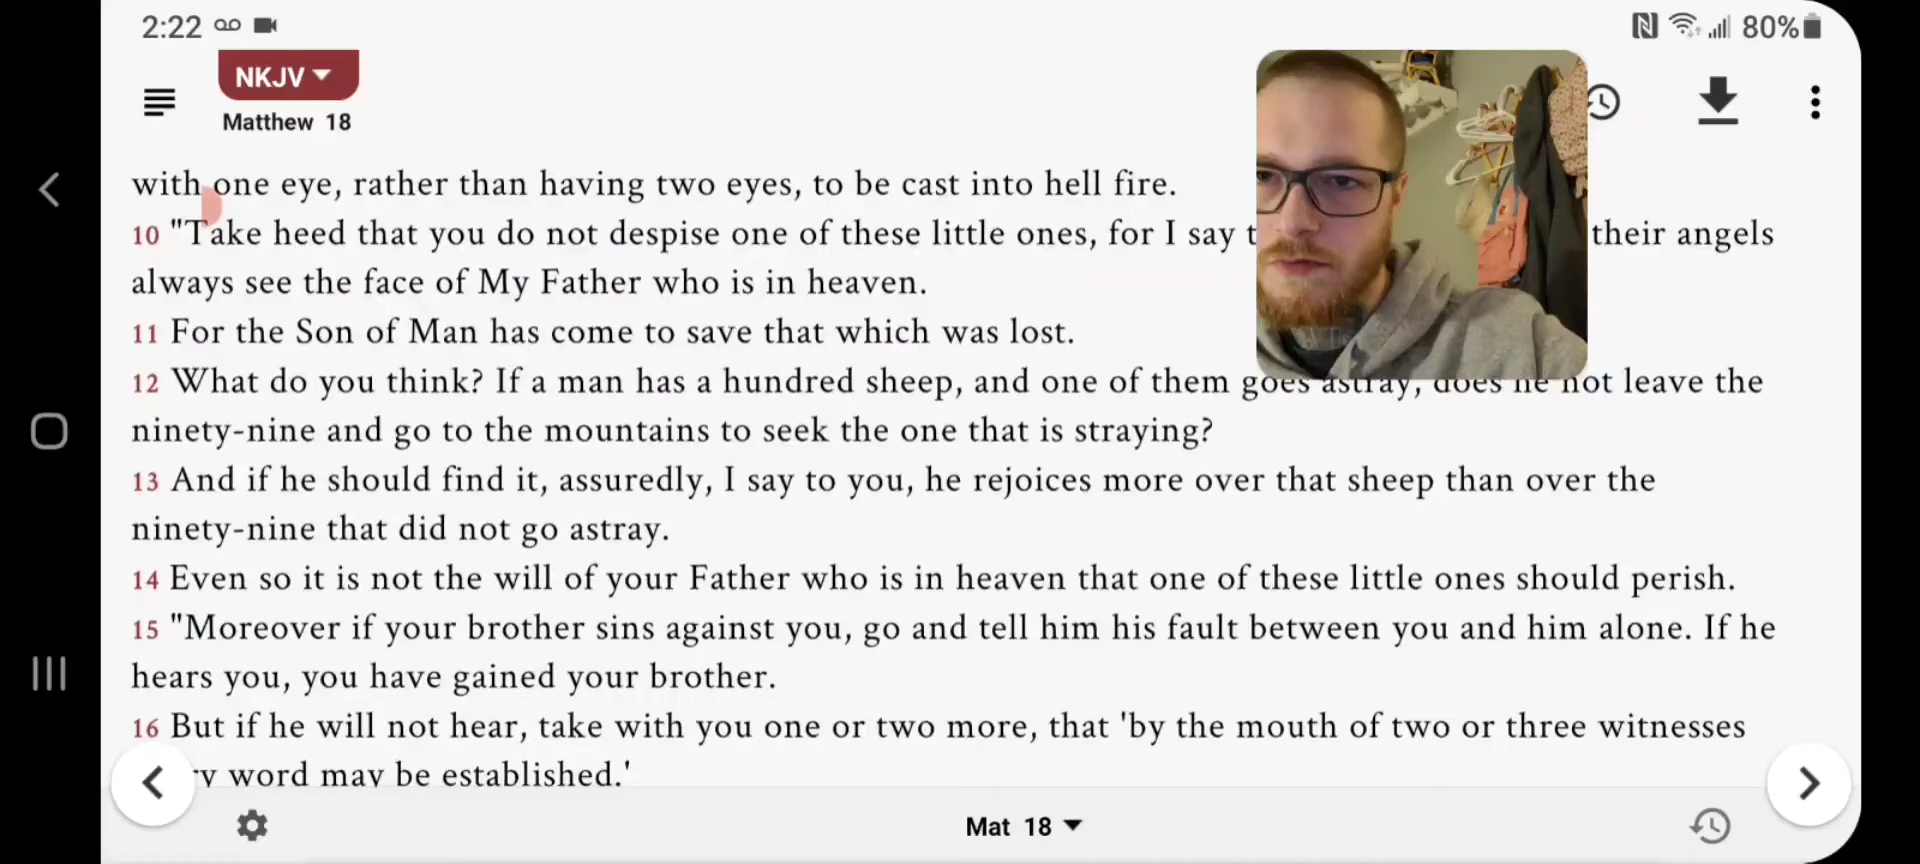 2:22 80%
NKJV
Matthew 18
with one eye, rather than having two eyes, to be cast into hell fire.
10 "Take heed that you do not despise one of these little ones, for I say their angels
always see the face of My Father who is in heaven.
11 For the Son of Man has come to save that which was lost.
12 What do you think? If a man has a hundred sheep, and one of them goes astray, does he not leave the
ninety-nine and go to the mountains to seek the one that is straying?
13 And if he should find it, assuredly, I say to you, he rejoices more over that sheep than over the
ninety-nine that did not go astray.
14 Even so it is not the will of your Father who is in heaven that one of these little ones should perish.
15 "Moreover if your brother sins against you, go and tell him his fault between you and him alone. If he
hears you, you have gained your brother.
16 But if he will not hear, take with you one or two more, that 'by the mouth of two or three witnesses
word may be established.'
Mat 18